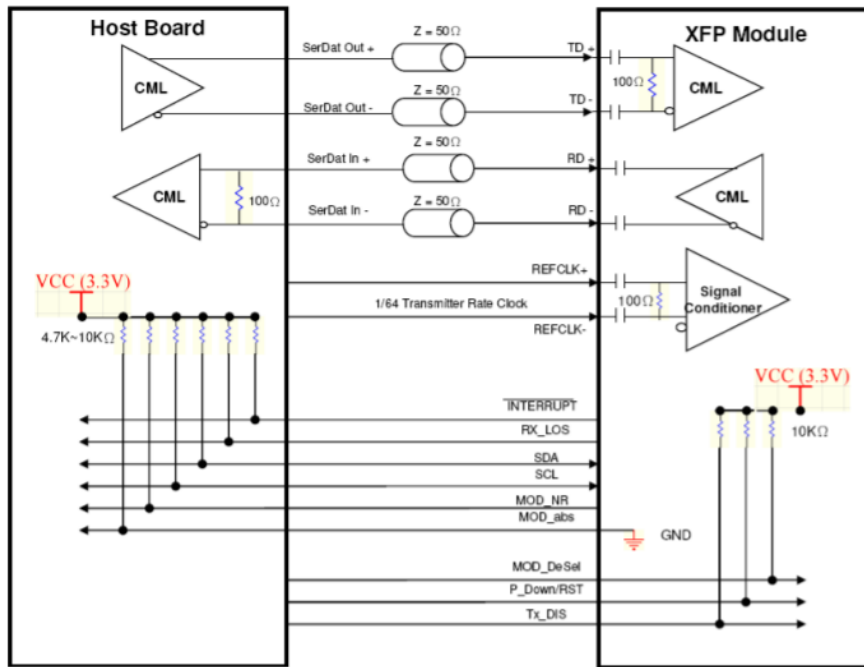 Host Board
XFP Module
SerDat Out +
Z = 50Ω
TD +
CML
100Ω
CML
SerDat Out -
Z = 50Ω
TD -
SerDat In +
Z = 50Ω
RD +
CML
100Ω
CML
SerDat In -
Z = 50Ω
RD -
REFCLK+
VCC (3.3V)
1/64 Transmitter Rate Clock
100Ω
Signal
Conditioner
REFCLK-
4.7K~10KΩ
VCC (3.3V)
INTERRUPT
RX_LOS
10KΩ
SDA
SCL
MOD_NR
MOD_abs
GND
MOD_DeSel
P_Down/RST
Tx_DIS